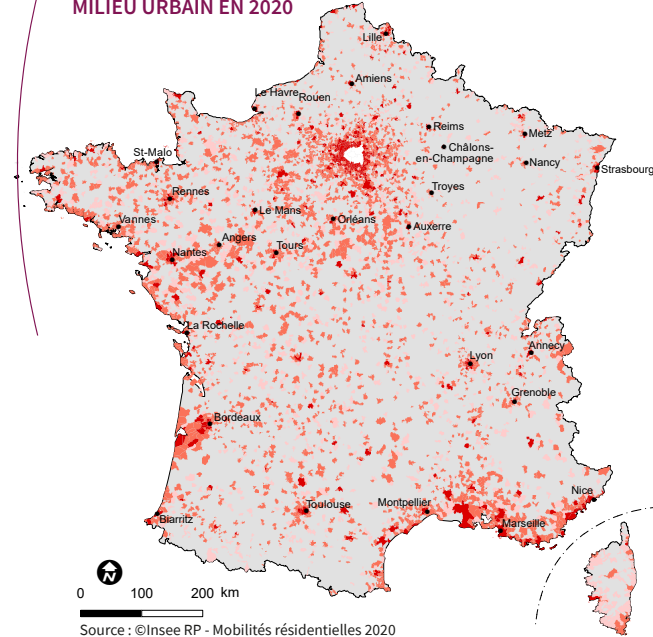 MILIEU URBAIN EN 2020
Lille
Amiens
Le Havre
Rouen
Reims
Metz
Châlons-
en-Champagne
Nancy
Strasbourg
St-Malo
Rennes
Troyes
Le Mans
Orléans
Auxerre
Vannes
Angers
Nantes
Tours
La Rochelle
Annecy
Lyon
Grenoble
Bordeaux
Toulouse
Montpellier
Nice
Biarritz
Marseille
N
0 100 200 km
Source : ©Insee RP - Mobilités résidentielles 2020